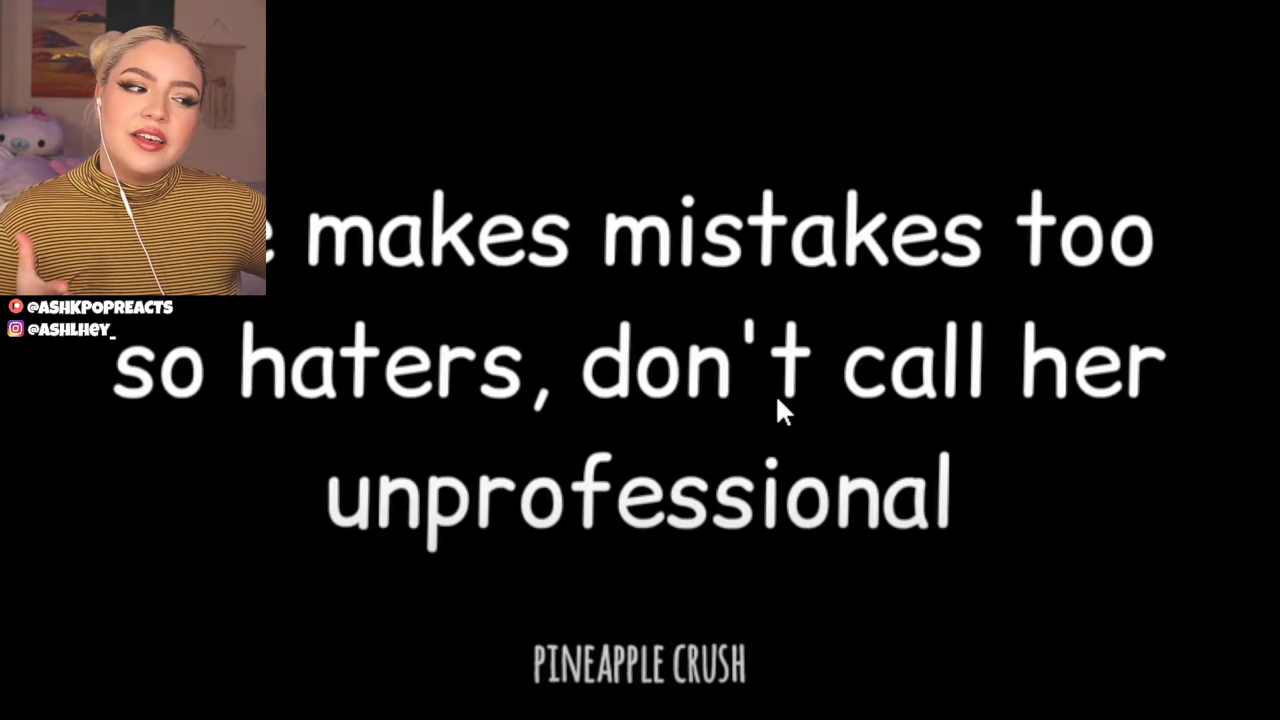 @ASHKPOPREACTS
@ASHLHEY_
makes mistakes too
so haters, don't call her
unprofessional
PINEAPPLE CRUSH